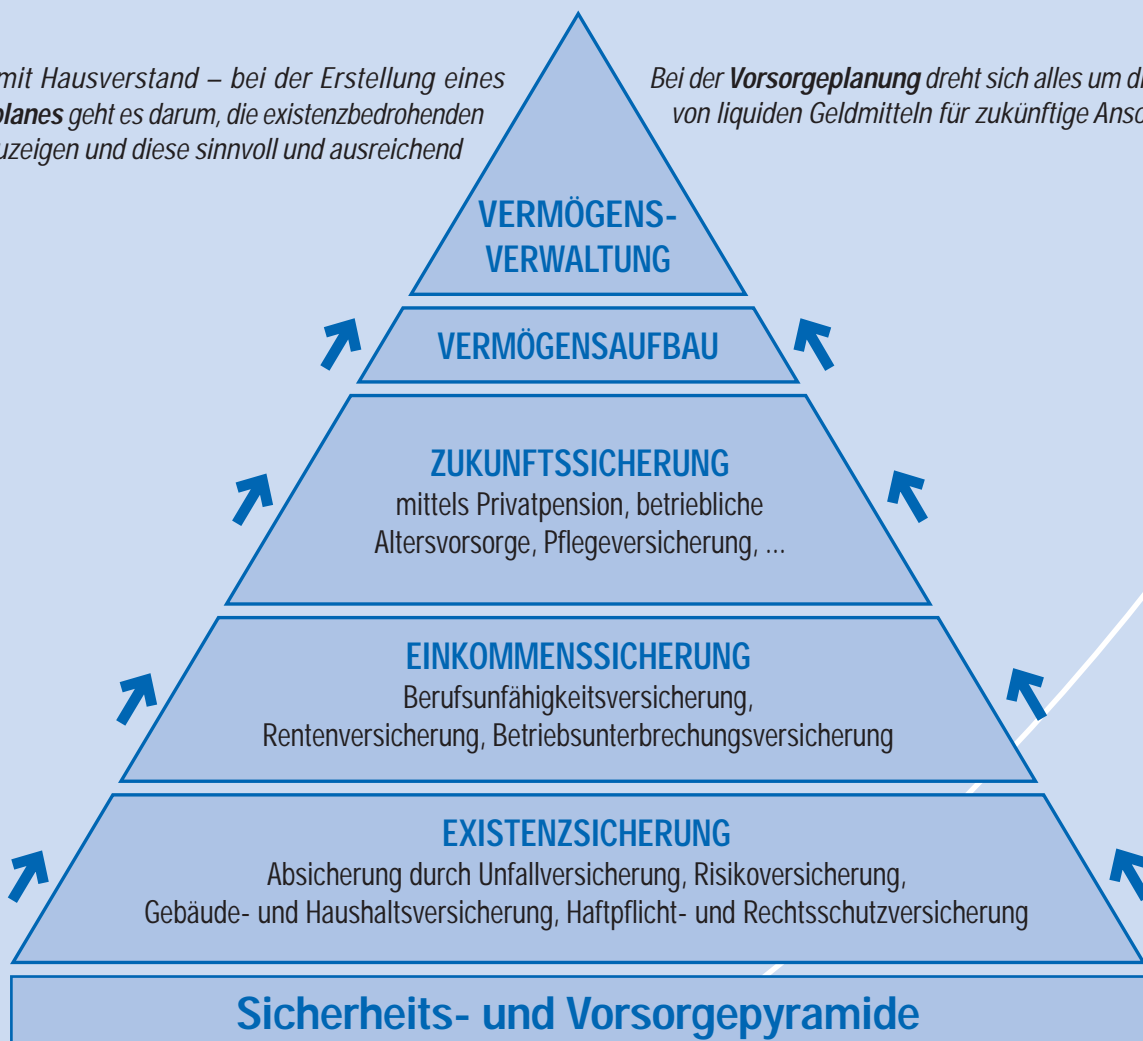 mit Hausverstand – bei der Erstellung eines
planes geht es darum, die existenzbedrohenden
uzeigen und diese sinnvoll und ausreichend
Bei der Vorsorgeplanung dreht sich alles um di
von liquiden Geldmitteln für zukünftige Ansc
VERMÖGENS-
VERWALTUNG
VERMÖGENSAUFBAU
ZUKUNFTSSICHERUNG
mittels Privatpension, betriebliche
Altersvorsorge, Pflegeversicherung, ...
EINKOMMENSSICHERUNG
Berufsunfähigkeitsversicherung,
Rentenversicherung, Betriebsunterbrechungsversicherung
EXISTENZSICHERUNG
Absicherung durch Unfallversicherung, Risikoversicherung,
Gebäude- und Haushaltsversicherung, Haftpflicht- und Rechtsschutzversicherung
Sicherheits- und Vorsorgepyramide